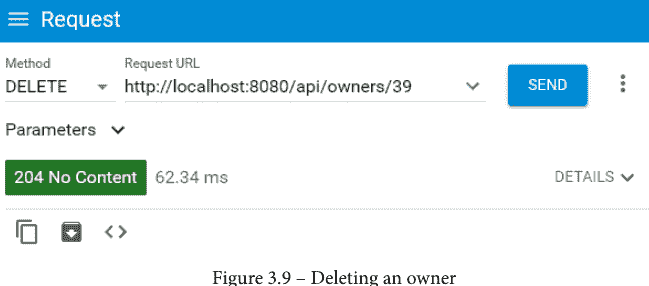 Request
Method
Request URL
DELETE
http://localhost:8080/api/owners/39
SEND
Parameters
204 No Content
62.34 ms
DETAILS
Figure 3.9 – Deleting an owner